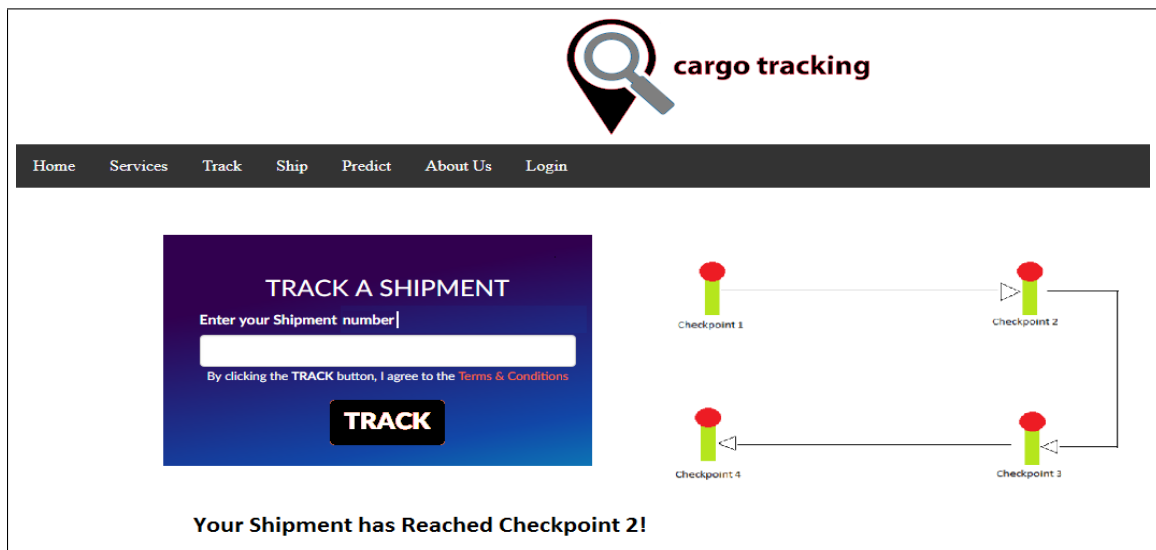 cargo tracking
Home Services Track Ship Predict About Us Login
TRACK A SHIPMENT
Enter your Shipment number
By clicking the TRACK button, I agree to the Terms & Conditions
TRACK
Checkpoint 1
Checkpoint 2
Checkpoint 4
Checkpoint 3
Your Shipment has Reached Checkpoint 2!